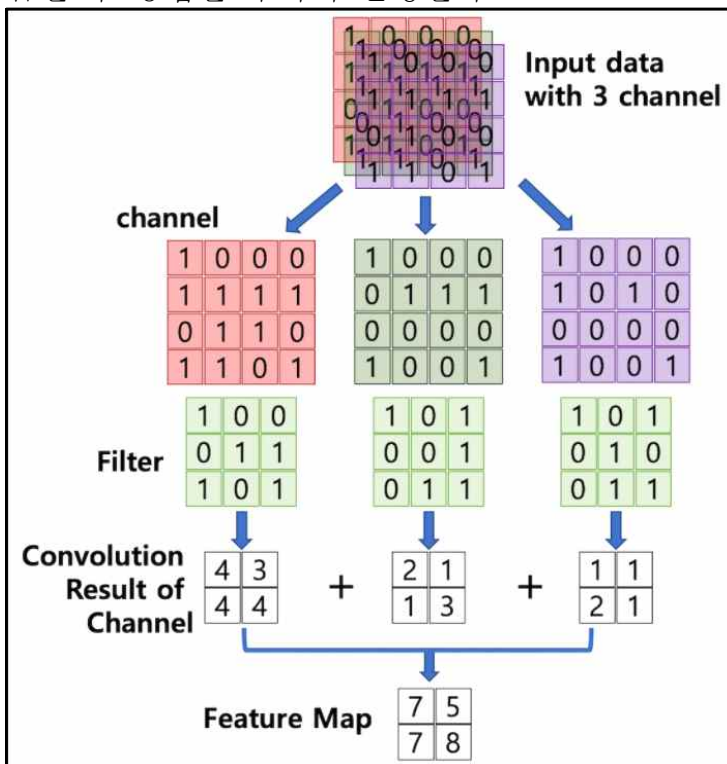 Input data
with 3 channel
channel
1 0 0 0 1 0 0 0 1 0 0 0
1 1 1 1 0 1 1 1 1 0 1 0
0 1 1 0 0 0 0 0 0 0 0 0
1 1 0 1 1 0 0 1 1 0 0 1
Filter
1 0 0 1 0 1 1 0 1
0 1 1 0 0 1 0 1 0
1 0 1 0 1 1 0 1 1
Convolution
Result of
Channel
4 3 + 2 1 + 1 1
4 4 1 3 2 1
Feature Map
7 5
7 8